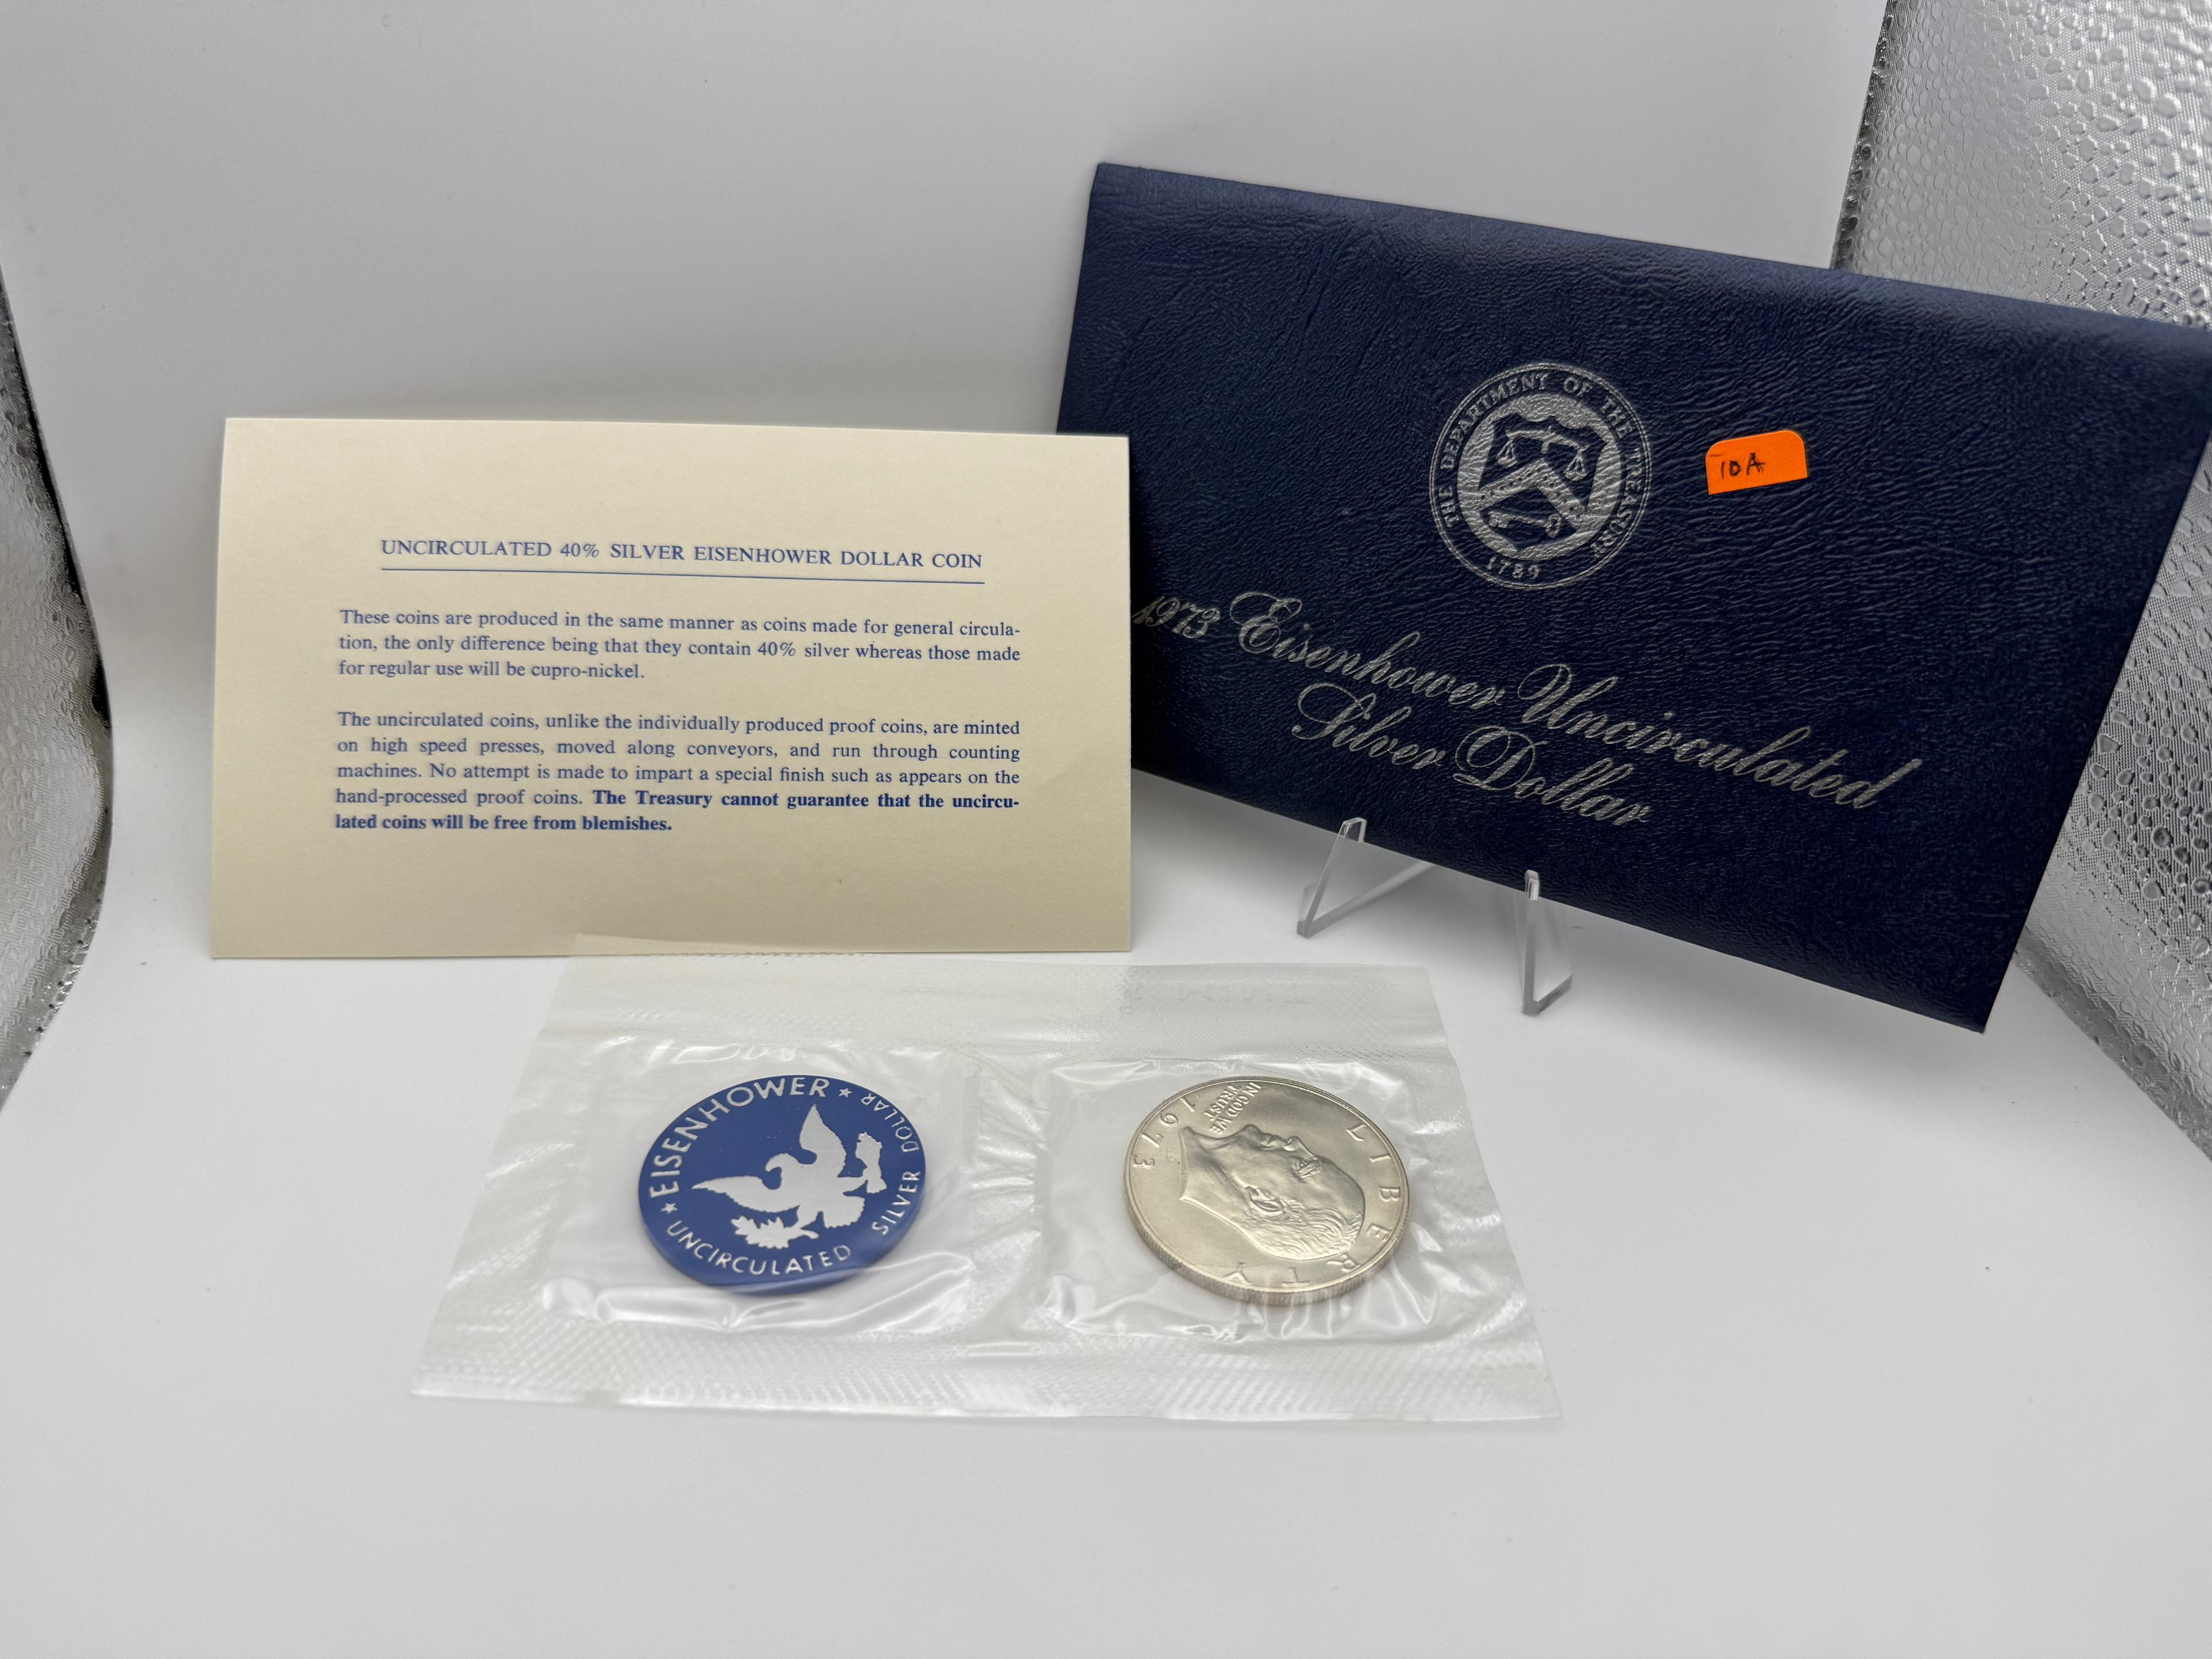 UNCIRCULATED 40% SILVER EISENHOWER DOLLAR COIN
These coins are produced in the same manner as coins made for general circula-
tion, the only difference being that they contain 40% silver whereas those made
for regular use will be cupro-nickel.
The uncirculated coins, unlike the individually produced proof coins, are minted
on high speed presses, moved along conveyors, and run through counting
machines. No attempt is made to impart a special finish such as appears on the
hand-processed proof coins. The Treasury cannot guarantee that the uncircu-
lated coins will be free from blemishes.
THE DEPARTMENT OF THE TREASURY
1789
10A
1973 Eisenhower Uncirculated
Silver Dollar
★ EISENHOWER ★
UNCIRCULATED SILVER DOLLAR
LIBERTY
IN GOD WE
TRUST
1973